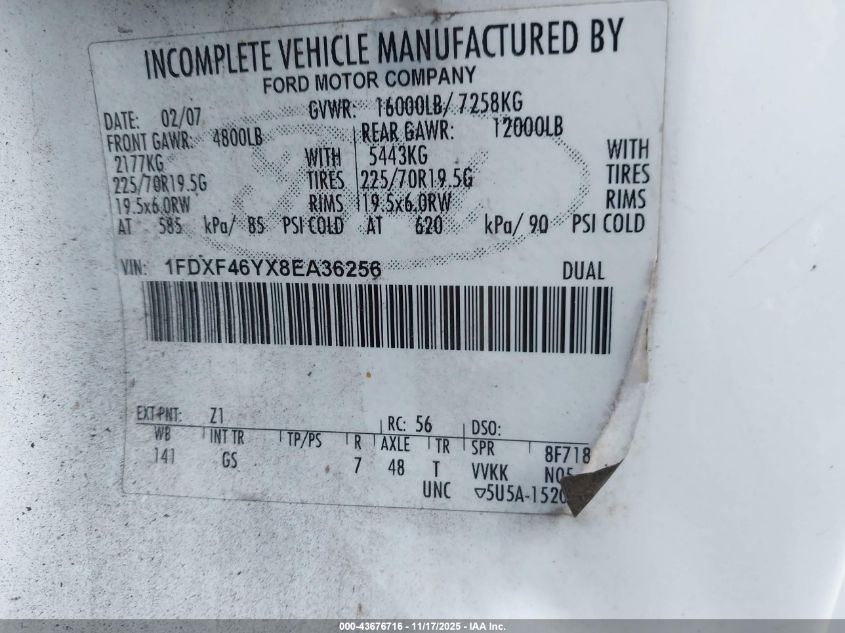 INCOMPLETE VEHICLE MANUFACTURED BY
FORD MOTOR COMPANY
DATE: 02/07 GVWR: 16000LB/ 7258KG
FRONT GAWR: 4800LB REAR GAWR: 12000LB
2177KG WITH 5443KG WITH
225/70R19.5G TIRES 225/70R19.5G TIRES
19.5x6.0RW RIMS 19.5x6.0RW RIMS
AT 585 kPa/ 85 PSI COLD AT 620 kPa/ 90 PSI COLD
VIN: 1FDXF46YX8EA36256 DUAL
EXT PNT: Z1 RC: 56 DSO:
WB INT TR TP/PS R AXLE TR SPR 8F718
141 GS 7 48 T VVKK
UNC ▽5U5A-1520
000-43676716 - 11/17/2025 - IAA Inc.